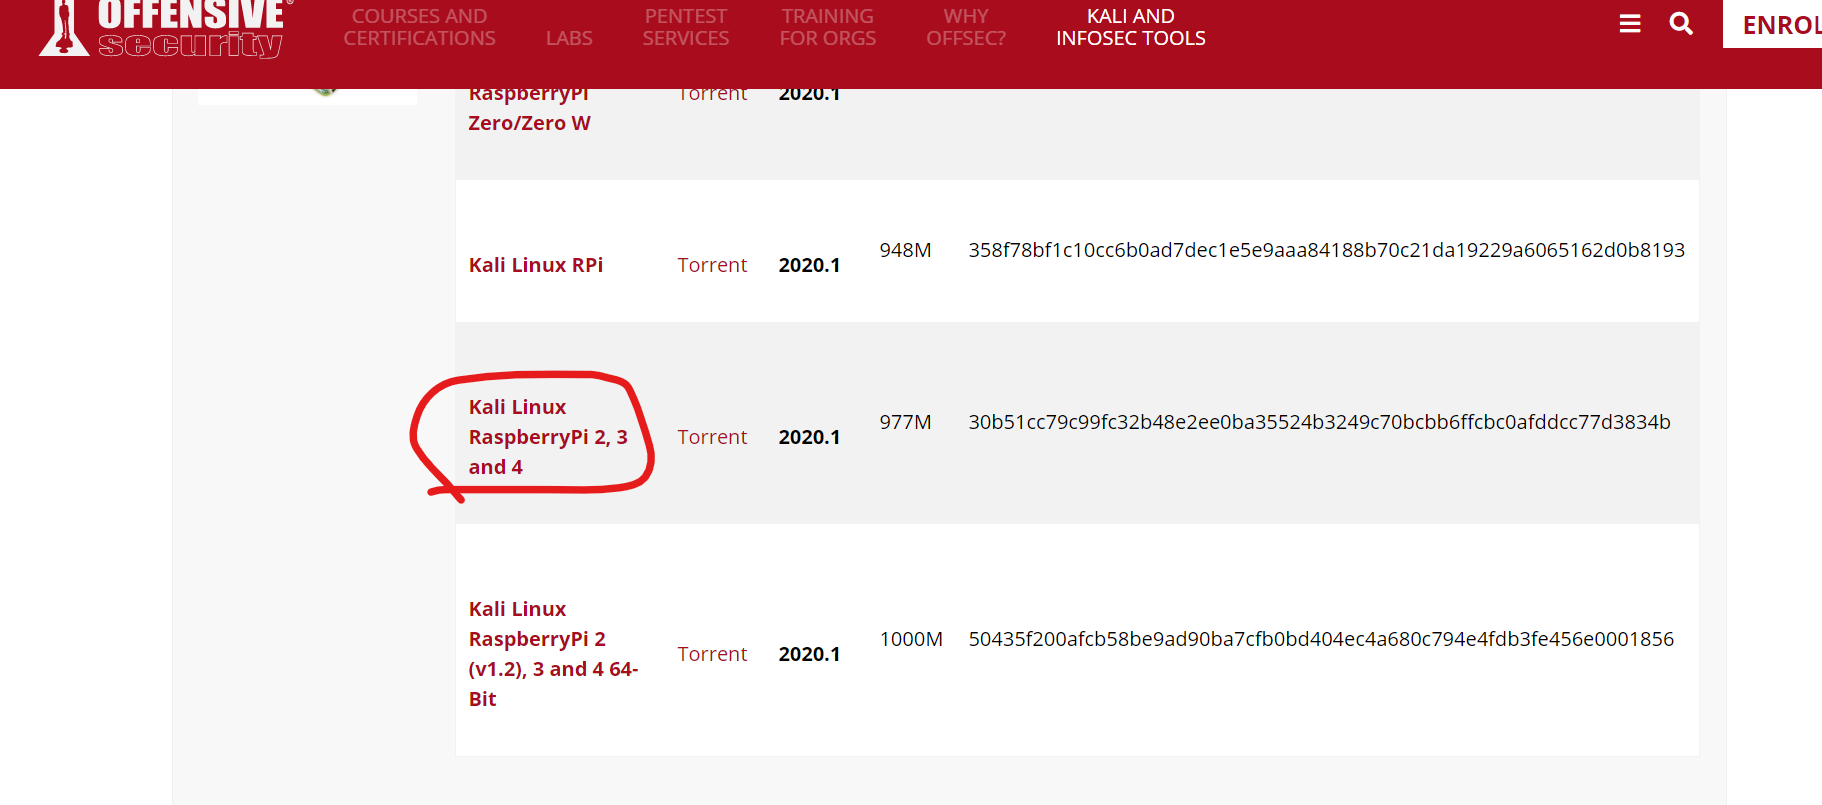 OFFENSIVE
security
COURSES AND
CERTIFICATIONS
LABS
PENTEST
SERVICES
TRAINING
FOR ORGS
WHY
OFFSEC?
KALI AND
INFOSEC TOOLS
ENROL
RaspberryPi
Zero/Zero W
Torrent
2020.1
Kali Linux RPi
Torrent
2020.1
948M
358f78bf1c10cc6b0ad7dec1e5e9aaa84188b70c21da19229a6065162d0b8193
Kali Linux
RaspberryPi 2, 3
and 4
Torrent
2020.1
977M
30b51cc79c99fc32b48e2ee0ba35524b3249c70bcbb6ffcbc0afddcc77d3834b
Kali Linux
RaspberryPi 2
(v1.2), 3 and 4 64-
Bit
Torrent
2020.1
1000M
50435f200afcb58be9ad90ba7cfb0bd404ec4a680c794e4fdb3fe456e0001856